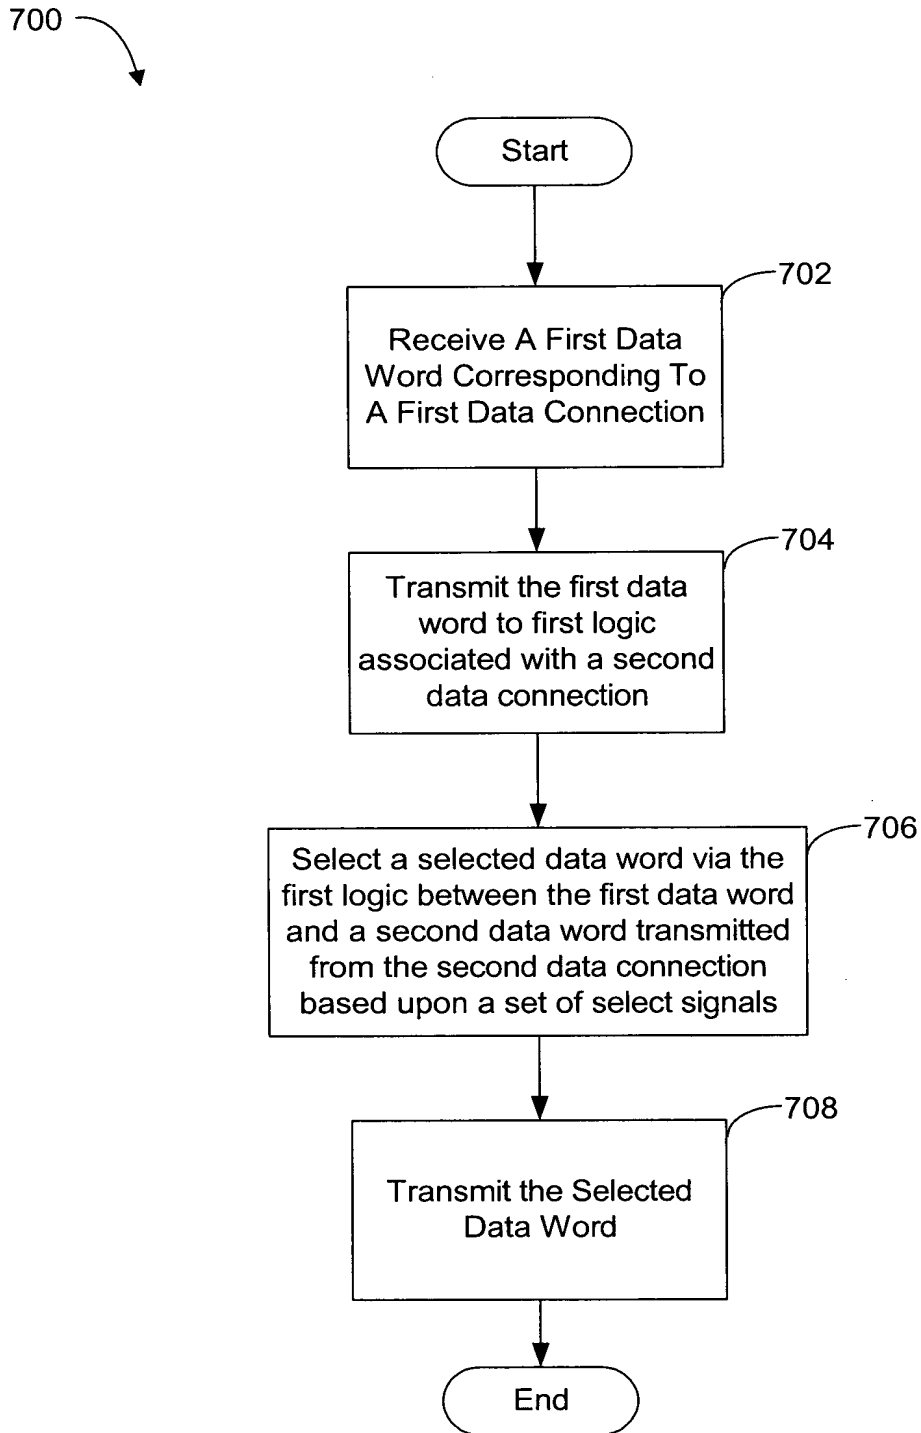 700
Start
702
Receive A First Data
Word Corresponding To
A First Data Connection
704
Transmit the first data
word to first logic
associated with a second
data connection
706
Select a selected data word via the
first logic between the first data word
and a second data word transmitted
from the second data connection
based upon a set of select signals
708
Transmit the Selected
Data Word
End